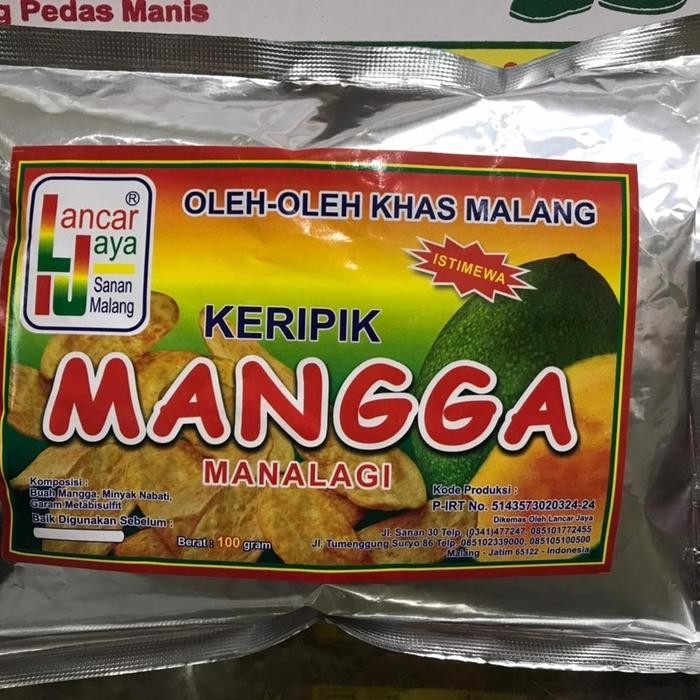 g Pedas Manis
Lancar
Jaya
®
Sanan
Malang
OLEH-OLEH KHAS MALANG
ISTIMEWA
KERIPIK
MANGGA
MANALAGI
Komposisi :
Buah Mangga, Minyak Nabati,
Garam Metabisulfit
Baik Digunakan Sebelum :
Berat : 100 gram
Kode Produksi :
P-IRT No. 5143573020324-24
Dikemas Oleh Lancar Jaya
Jl. Sanan 30 Telp. (0341)477247, 085101772455
Jl. Tumenggung Suryo 86 Telp. 085102339000, 085105100500
Malang - Jatim 65122 - Indonesia